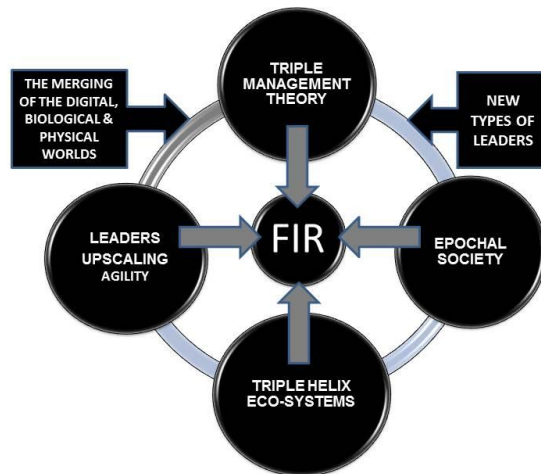 TRIPLE
MANAGEMENT
THEORY
THE MERGING
OF THE DIGITAL,
BIOLOGICAL &
PHYSICAL
WORLDS
NEW
TYPES OF
LEADERS
LEADERS
UPSCALING
AGILITY
FIR
EPOCHAL
SOCIETY
TRIPLE HELIX
ECO-SYSTEMS